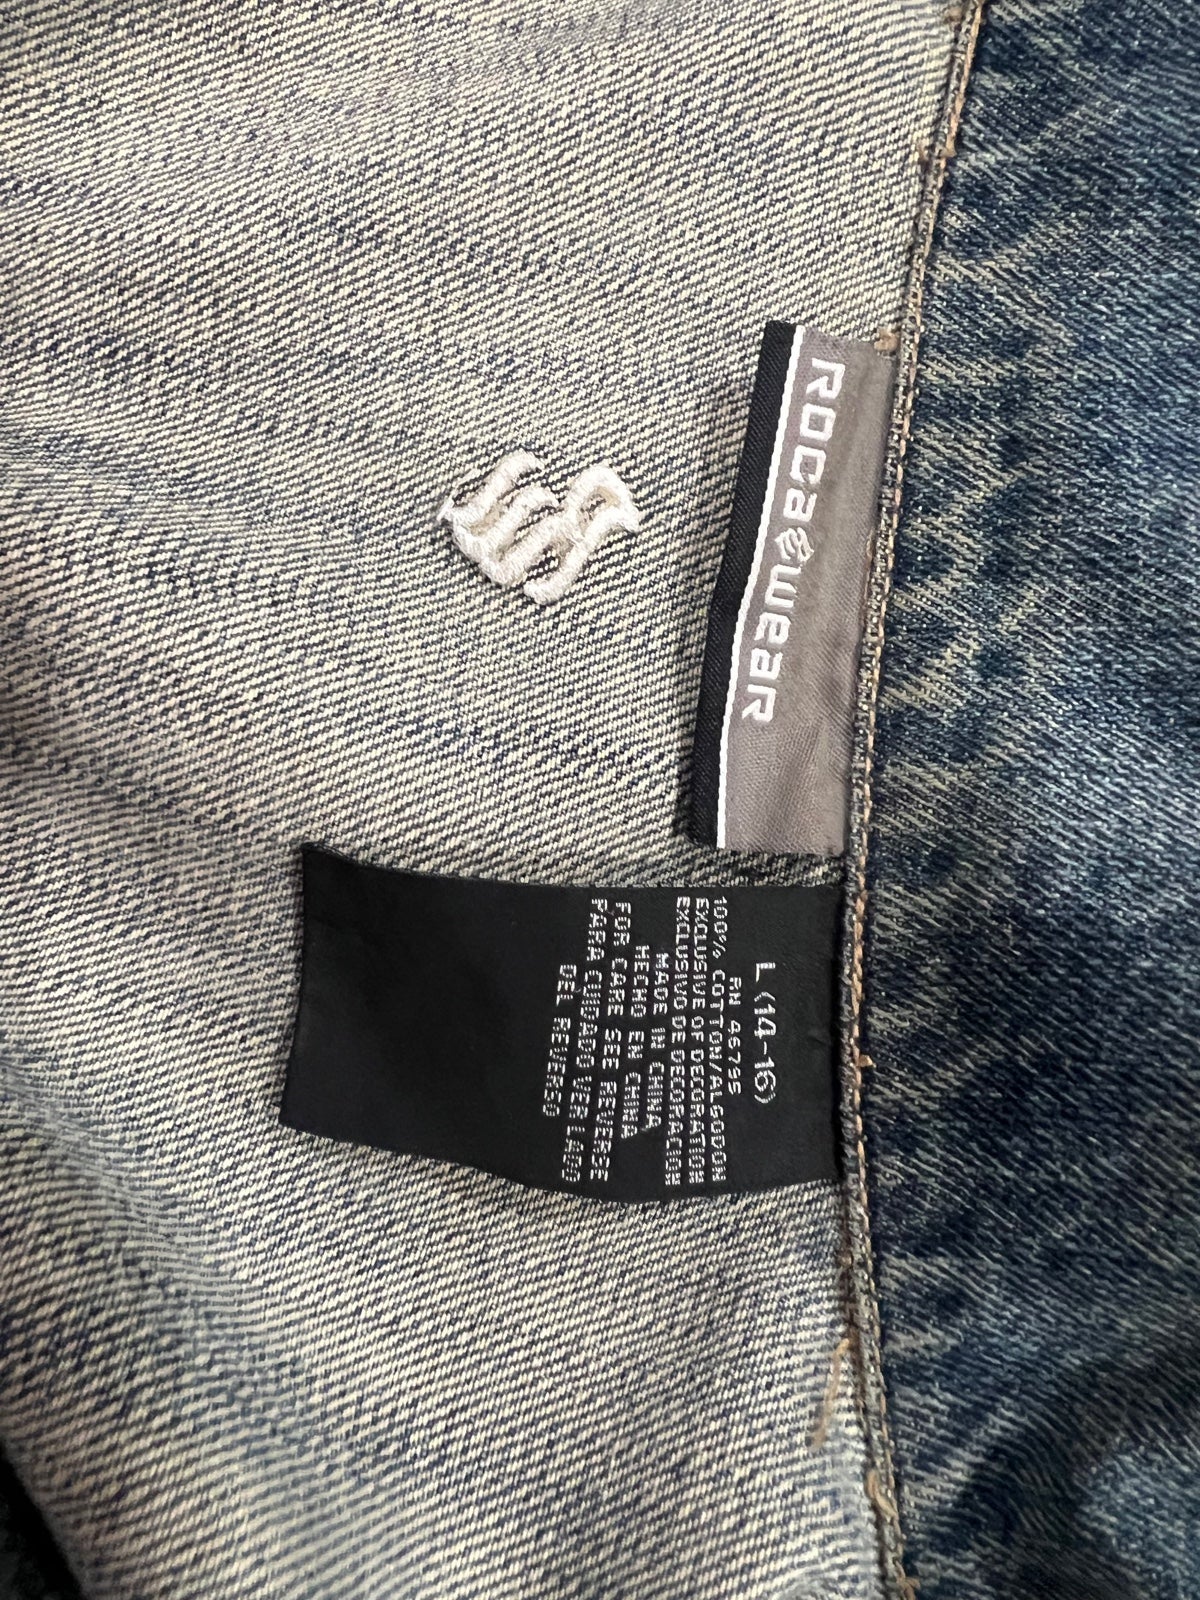 Rocawear
L (14-16)
RN 46795
100% COTTON/ALGODON
EXCLUSIVE OF DECORATION
EXCLUSIVO DE DECORACION
MADE IN CHINA
HECHO EN CHINA
FOR CARE SEE REVERSE
PARA CUIDADO VER LADO
DEL REVERSO